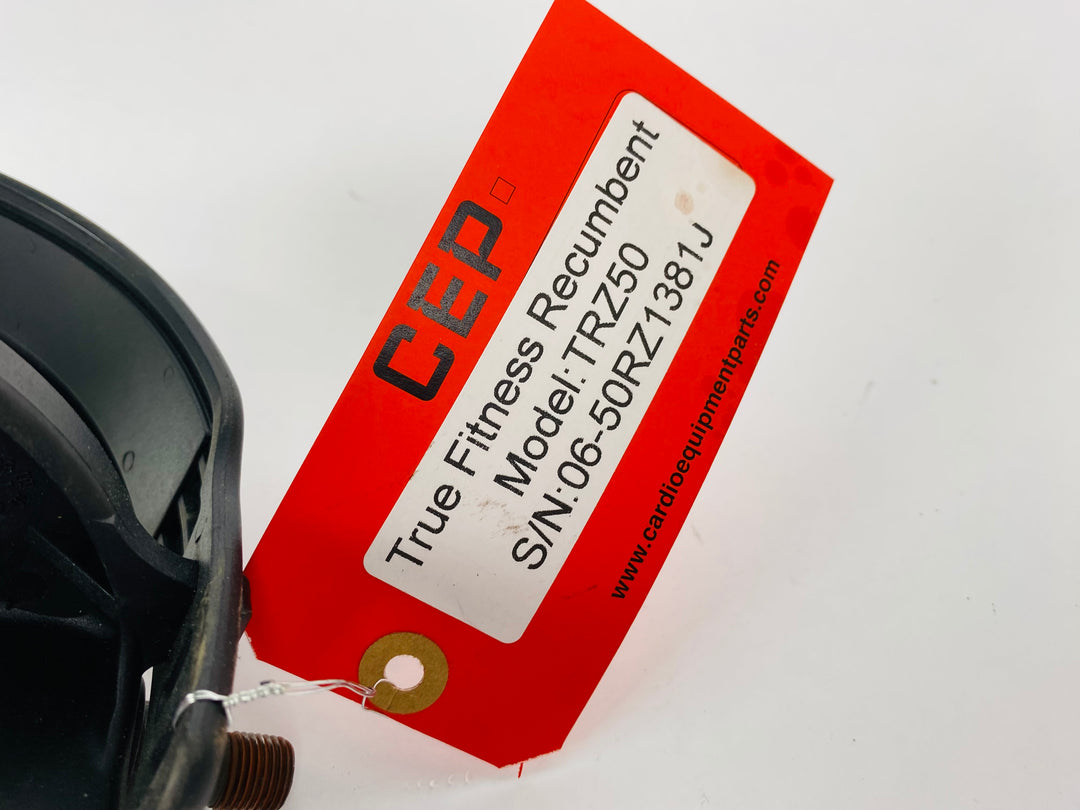 CEP
True Fitness Recumbent
Model:TRZ50
S/N:06-50RZ1381J
www.cardioequipmentparts.com